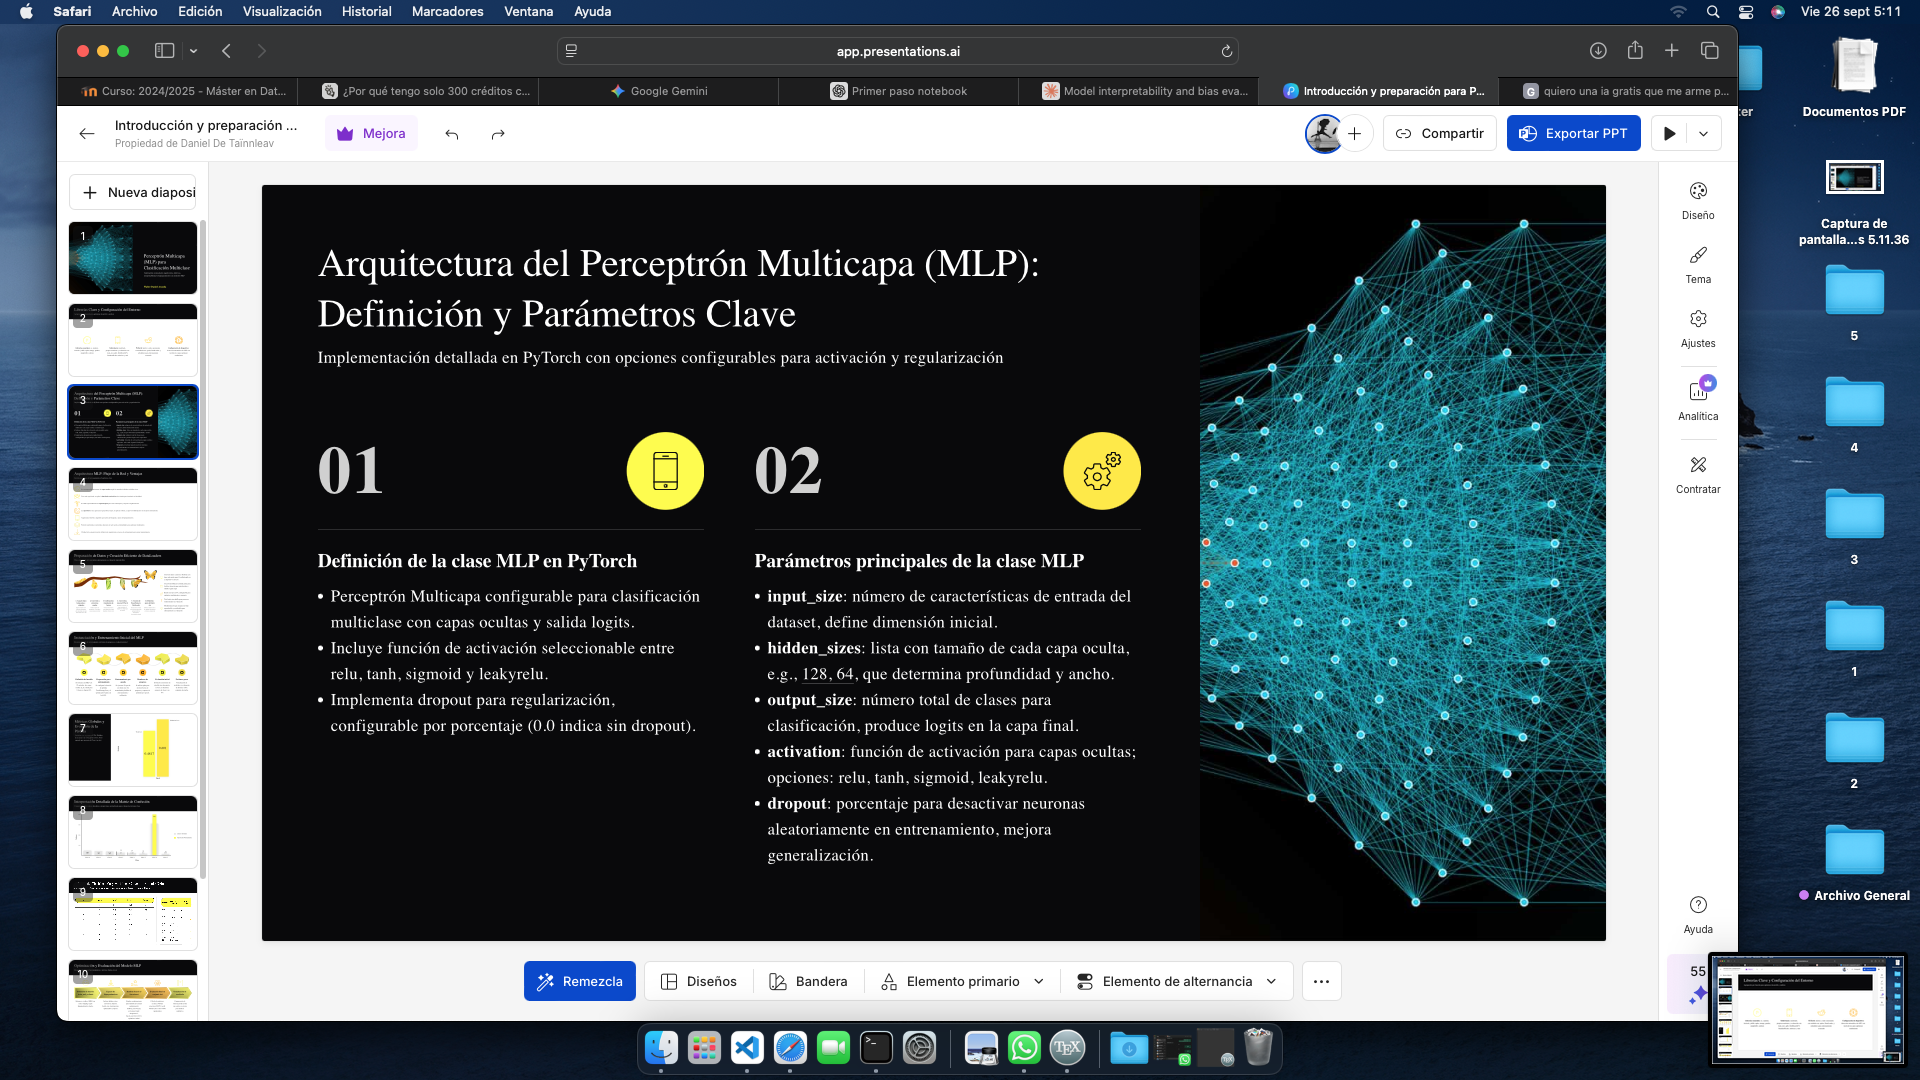 Safari Archivo Edición Visualización Historial Marcadores Ventana Ayuda
Vie 26 sept 5:11
app.presentations.ai
Curso: 2024/2025 - Máster en Dat...
¿Por qué tengo solo 300 créditos c...
Google Gemini
Primer paso notebook
Model interpretability and bias eva...
Introducción y preparación para P...
quiero una ia gratis que me arme p...
Introducción y preparación ...
Propiedad de Daniel De Taïnnleav
Mejora
Compartir
Exportar PPT
Nueva diaposi
1
Perceptrón Multicapa
(MLP) para
Clasificación Multiclase
2
3
4
5
6
7
8
9
10
Arquitectura del Perceptrón Multicapa (MLP):
Definición y Parámetros Clave
Implementación detallada en PyTorch con opciones configurables para activación y regularización
01
Definición de la clase MLP en PyTorch
• Perceptrón Multicapa configurable para clasificación
multiclase con capas ocultas y salida logits.
• Incluye función de activación seleccionable entre
relu, tanh, sigmoid y leakyrelu.
• Implementa dropout para regularización,
configurable por porcentaje (0.0 indica sin dropout).
02
Parámetros principales de la clase MLP
• input_size: número de características de entrada del
dataset, define dimensión inicial.
• hidden_sizes: lista con tamaño de cada capa oculta,
e.g., 128, 64, que determina profundidad y ancho.
• output_size: número total de clases para
clasificación, produce logits en la capa final.
• activation: función de activación para capas ocultas;
opciones: relu, tanh, sigmoid, leakyrelu.
• dropout: porcentaje para desactivar neuronas
aleatoriamente en entrenamiento, mejora
generalización.
Diseño
Tema
Ajustes
Analítica
Contratar
Ayuda
55
Remezcla
Diseños
Bandera
Elemento primario
Elemento de alternancia
Documentos PDF
Captura de
pantalla...s 5.11.36
ter
5
4
3
1
2
Archivo General
TEX